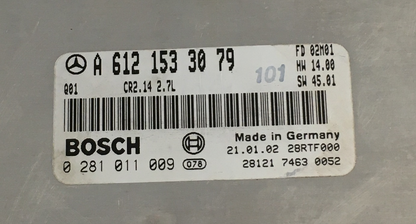 A 612 153 30 79 FD 02M01
Q01 CR2.14 2.7L 101 HW 14.00
SW 45.01
BOSCH Made in Germany
0 281 011 009 078 21.01.02 28RTF000
28121 7463 0052